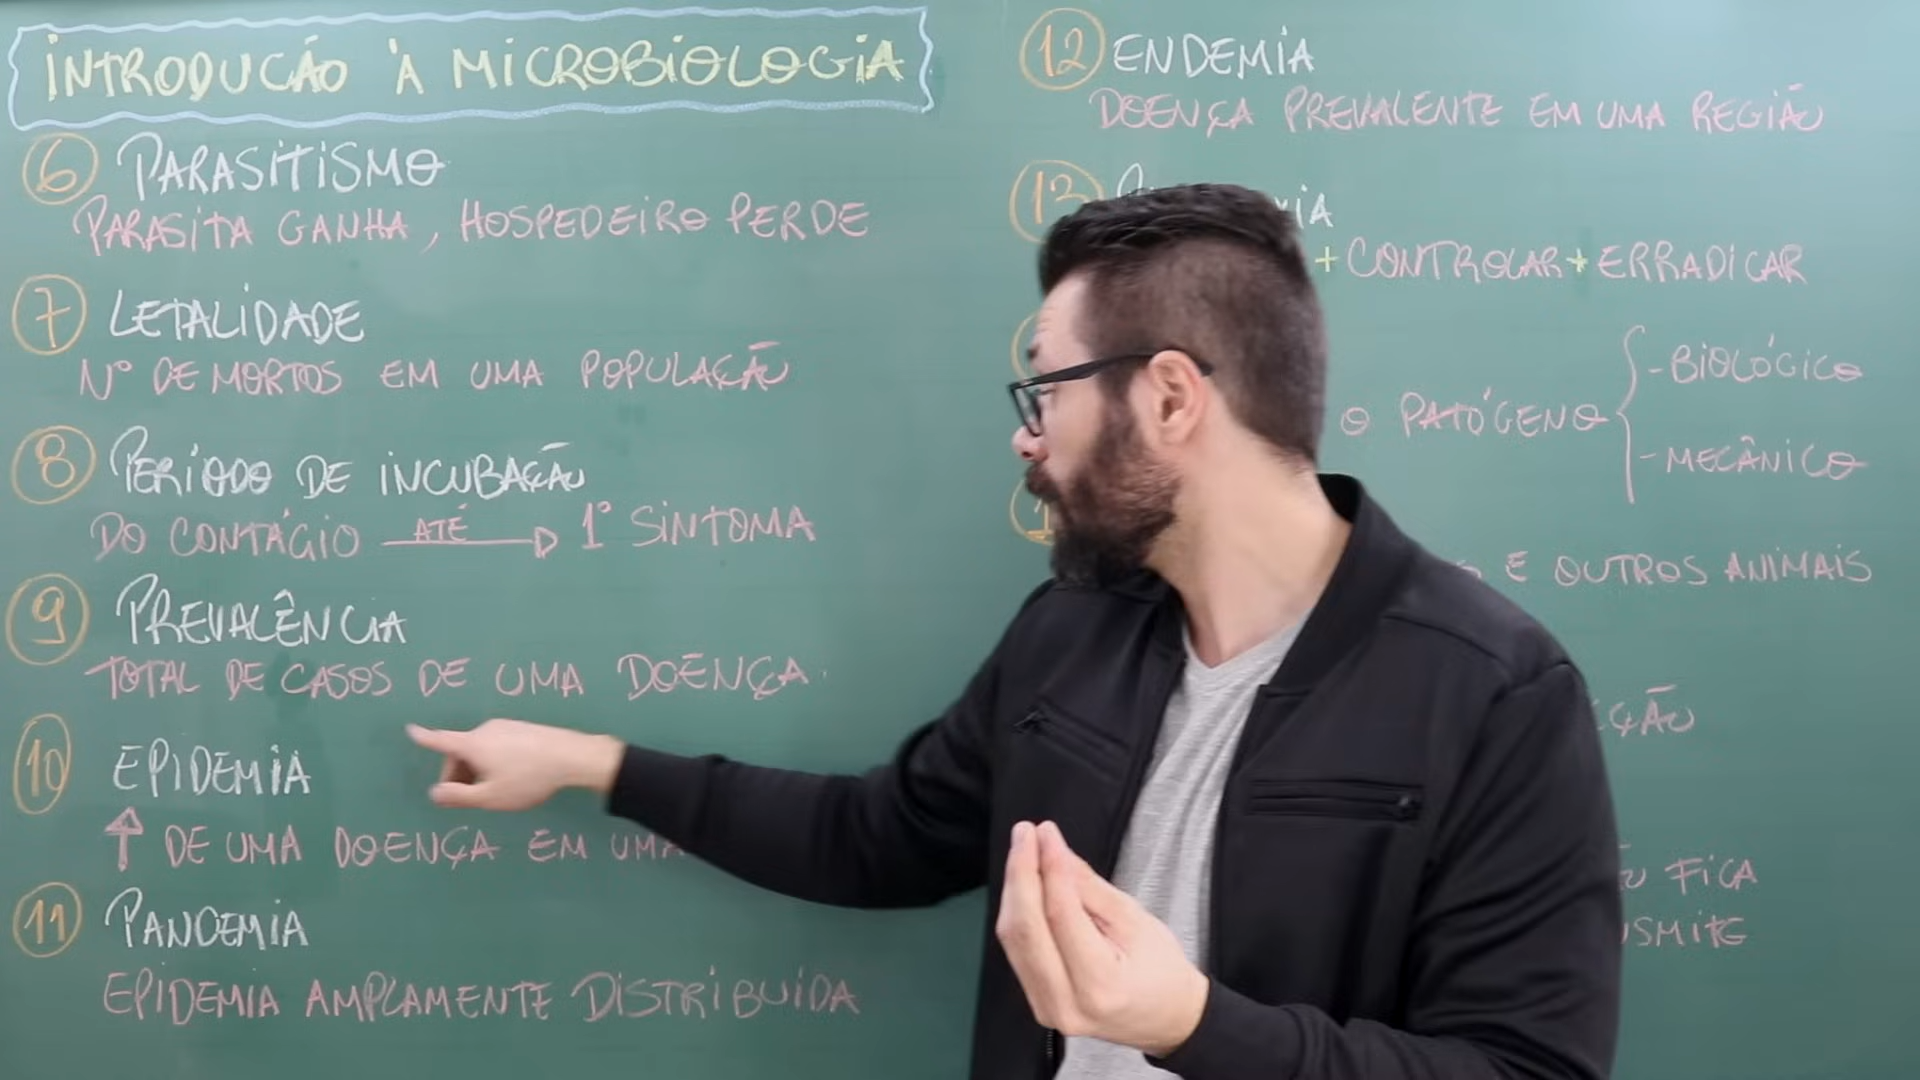 INTRODUÇÃO À MICROBIOLOGIA
6 PARASITISMO
PARASITA GANHA, HOSPEDEIRO PERDE
7 LETALIDADE
Nº DE MORTOS EM UMA POPULAÇÃO
8 PERÍODO DE INCUBAÇÃO
DO CONTÁGIO ATÉ 1º SINTOMA
9 PREVALÊNCIA
TOTAL DE CASOS DE UMA DOENÇA.
10 EPIDEMIA
↑ DE UMA DOENÇA EM UMA
11 PANDEMIA
EPIDEMIA AMPLAMENTE DISTRIBUÍDA
12 ENDEMIA
DOENÇA PREVALENTE EM UMA REGIÃO
13
+ CONTROLAR + ERRADICAR
O PATÓGENO
- BIOLÓGICO
- MECÂNICO
E OUTROS ANIMAIS
FICA